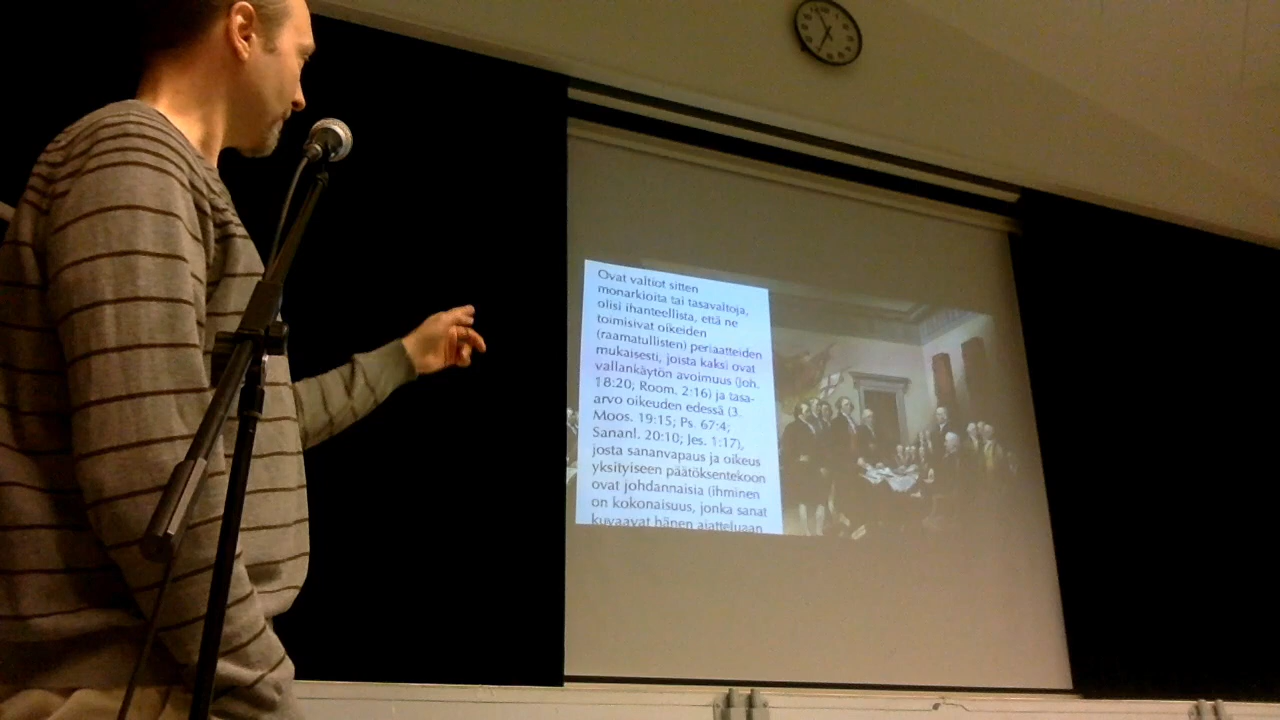 Ovat valtiot sitten
monarkioita tai tasavaltoja,
olisi ihanteellista, että ne
toimisivat oikeiden
(raamatullisten) periaatteiden
mukaisesti, joista kaksi ovat
vallankäytön avoimuus (Joh.
18:20; Room. 2:16) ja tasa-
arvo oikeuden edessä (3.
Moos. 19:15; Ps. 67:4;
Sananl. 20:10; Jes. 1:17),
josta sananvapaus ja oikeus
yksityiseen päätöksentekoon
ovat johdannaisia (ihminen
on kokonaisuus, jonka sanat
kuvaavat hänen ajatteluaan